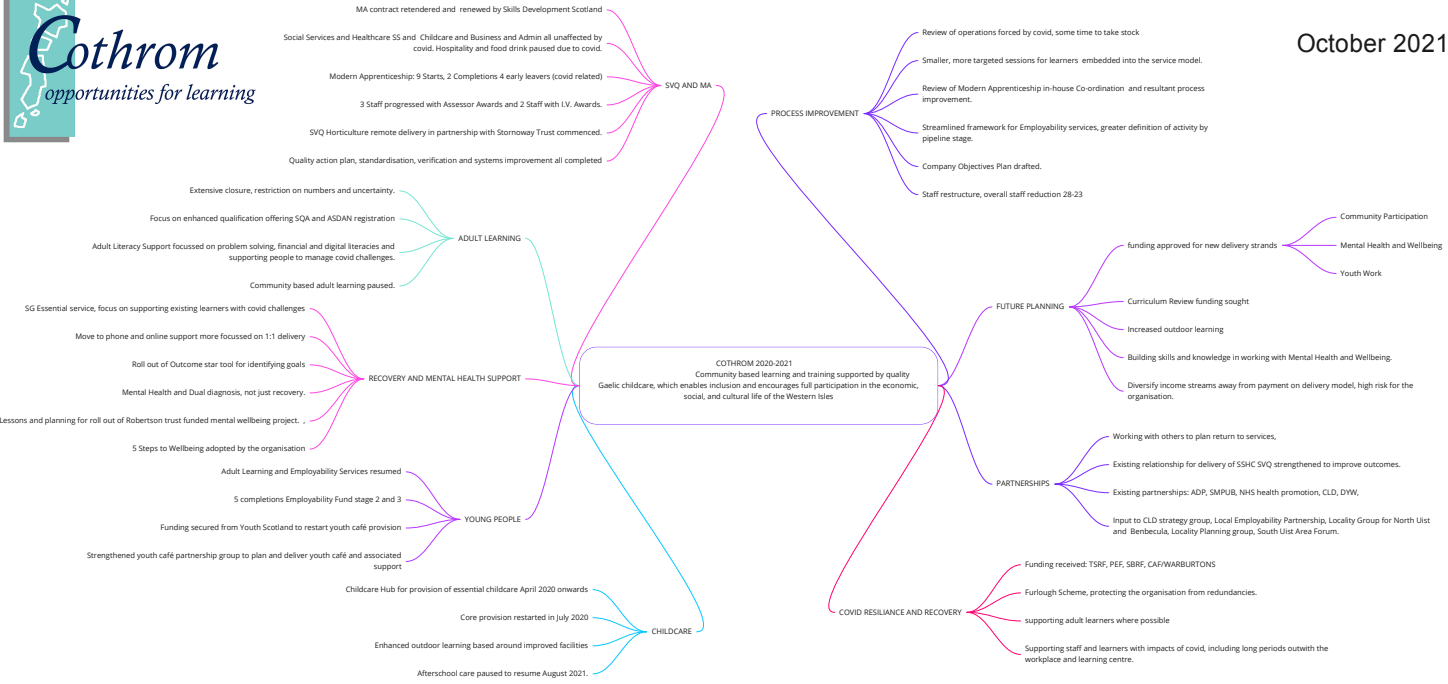 Cothrom
opportunities for learning
October 2021
MA contract retendered and renewed by Skills Development Scotland
Social Services and Healthcare SS and Childcare and Business and Admin all unaffected by
covid. Hospitality and food drink paused due to covid.
Modern Apprenticeship: 9 Starts, 2 Completions 4 early leavers (covid related)
3 Staff progressed with Assessor Awards and 2 Staff with I.V. Awards.
SVQ Horticulture remote delivery in partnership with Stornoway Trust commenced.
Quality action plan, standardisation, verification and systems improvement all completed
SVQ AND MA
Extensive closure, restriction on numbers and uncertainty.
Focus on enhanced qualification offering SQA and ASDAN registration
Adult Literacy Support focussed on problem solving, financial and digital literacies and
supporting people to manage covid challenges.
Community based adult learning paused.
ADULT LEARNING
SG Essential service, focus on supporting existing learners with covid challenges
Move to phone and online support more focussed on 1:1 delivery
Roll out of Outcome star tool for identifying goals
Mental Health and Dual diagnosis, not just recovery.
Lessons and planning for roll out of Robertson trust funded mental wellbeing project. ,
5 Steps to Wellbeing adopted by the organisation
RECOVERY AND MENTAL HEALTH SUPPORT
Adult Learning and Employability Services resumed
5 completions Employability Fund stage 2 and 3
Funding secured from Youth Scotland to restart youth café provision
Strengthened youth café partnership group to plan and deliver youth café and associated
support
YOUNG PEOPLE
Childcare Hub for provision of essential childcare April 2020 onwards
Core provision restarted in July 2020
Enhanced outdoor learning based around improved facilities
Afterschool care paused to resume August 2021.
CHILDCARE
COTHROM 2020-2021
Community based learning and training supported by quality
Gaelic childcare, which enables inclusion and encourages full participation in the economic,
social, and cultural life of the Western Isles
PROCESS IMPROVEMENT
Review of operations forced by covid, some time to take stock
Smaller, more targeted sessions for learners embedded into the service model.
Review of Modern Apprenticeship in-house Co-ordination and resultant process
improvement.
Streamlined framework for Employability services, greater definition of activity by
pipeline stage.
Company Objectives Plan drafted.
Staff restructure, overall staff reduction 28-23
FUTURE PLANNING
funding approved for new delivery strands
Community Participation
Mental Health and Wellbeing
Youth Work
Curriculum Review funding sought
Increased outdoor learning
Building skills and knowledge in working with Mental Health and Wellbeing.
Diversify income streams away from payment on delivery model, high risk for the
organisation.
PARTNERSHIPS
Working with others to plan return to services,
Existing relationship for delivery of SSHC SVQ strengthened to improve outcomes.
Existing partnerships: ADP, SMPUB, NHS health promotion, CLD, DYW,
Input to CLD strategy group, Local Employability Partnership, Locality Group for North Uist
and Benbecula, Locality Planning group, South Uist Area Forum.
COVID RESILIANCE AND RECOVERY
Funding received: TSRF, PEF, SBRF, CAF/WARBURTONS
Furlough Scheme, protecting the organisation from redundancies.
supporting adult learners where possible
Supporting staff and learners with impacts of covid, including long periods outwith the
workplace and learning centre.